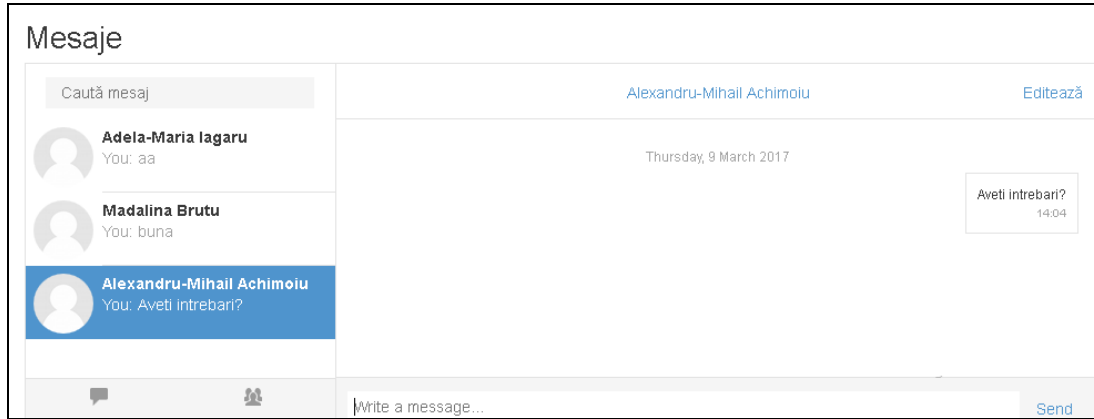 Mesaje
Caută mesaj
Adela-Maria Iagaru
You: aa
Madalina Brutu
You: buna
Alexandru-Mihail Achimoiu
You: Aveti intrebari?
Alexandru-Mihail Achimoiu
Editează
Thursday, 9 March 2017
Aveti intrebari?
14:04
Write a message...
Send